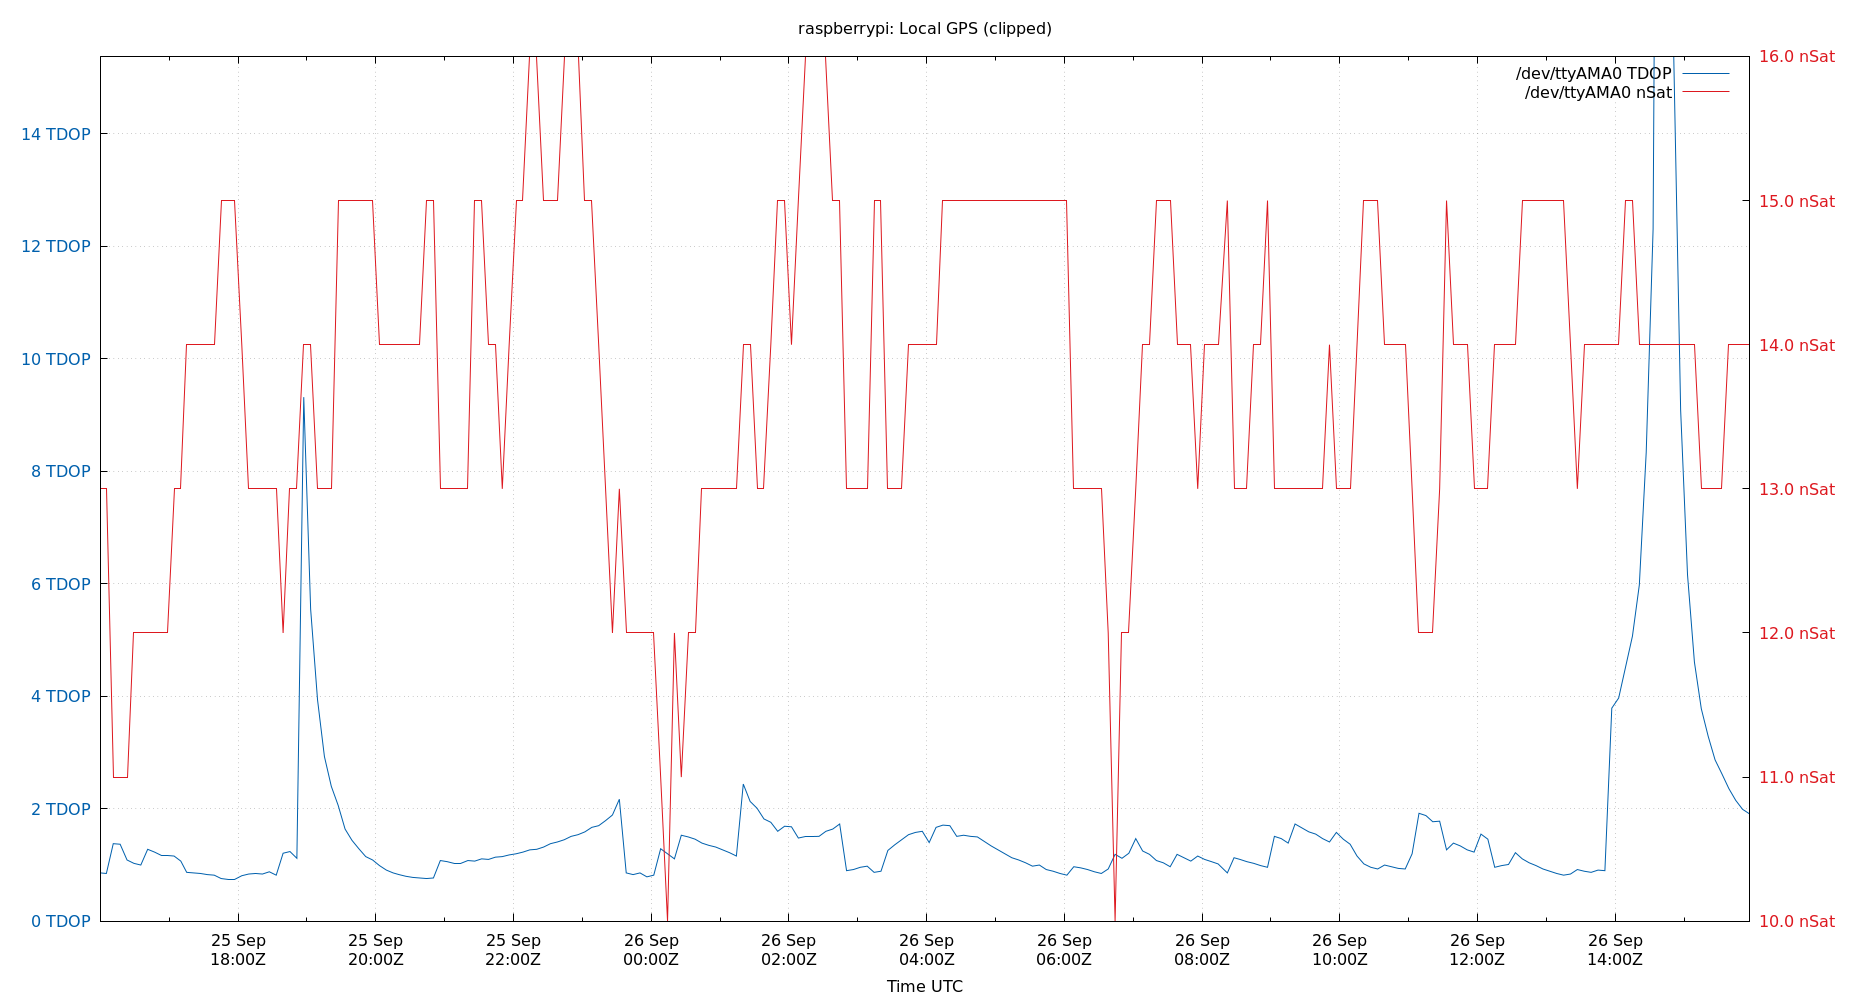 raspberrypi: Local GPS (clipped)
16.0 nSat
/dev/ttyAMA0 TDOP
/dev/ttyAMA0 nSat
14 TDOP
15.0 nSat
12 TDOP
10 TDOP
14.0 nSat
8 TDOP
13.0 nSat
6 TDOP
12.0 nSat
4 TDOP
11.0 nSat
2 TDOP
0 TDOP
10.0 nSat
25 Sep
18:00Z
25 Sep
20:00Z
25 Sep
22:00Z
26 Sep
00:00Z
26 Sep
02:00Z
26 Sep
04:00Z
26 Sep
06:00Z
26 Sep
08:00Z
26 Sep
10:00Z
26 Sep
12:00Z
26 Sep
14:00Z
Time UTC